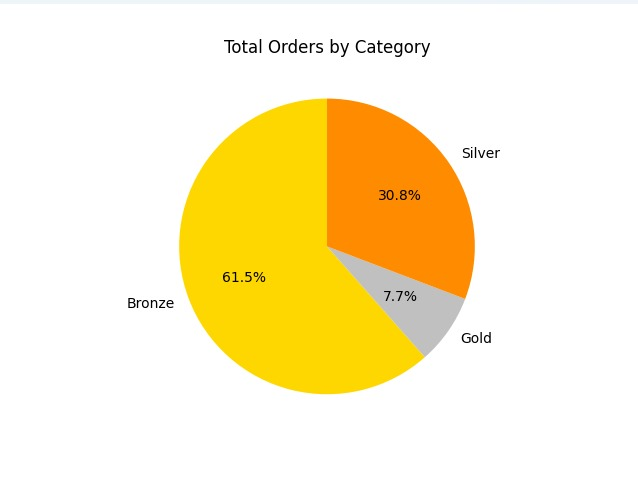 Total Orders by Category
Silver
30.8%
61.5%
7.7%
Bronze
Gold